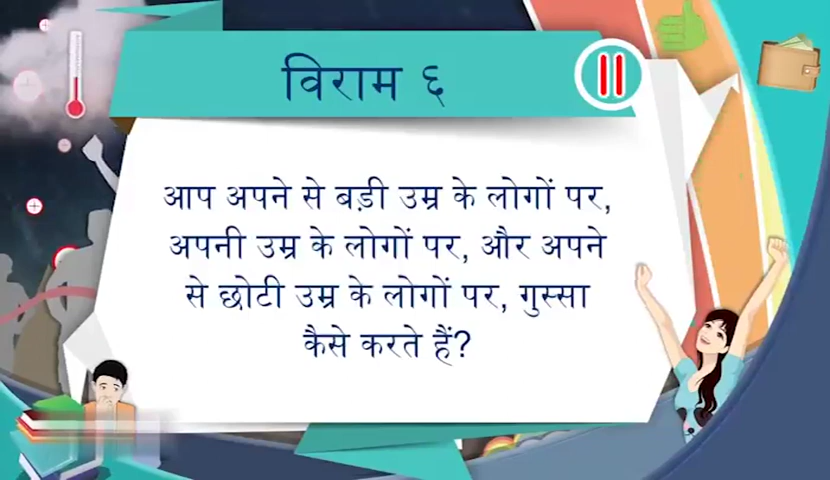 विराम ६
आप अपने से बड़ी उम्र के लोगों पर,
अपनी उम्र के लोगों पर, और अपने
से छोटी उम्र के लोगों पर, गुस्सा
कैसे करते हैं?